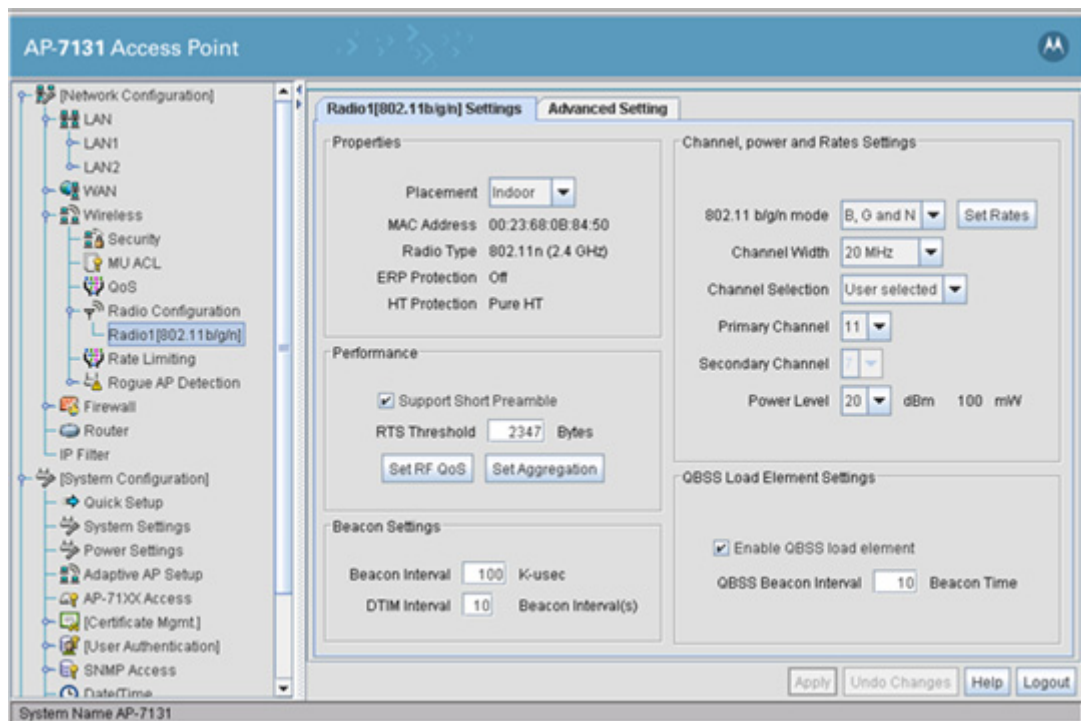 AP-7131 Access Point
[Network Configuration]
LAN
LAN1
LAN2
WAN
Wireless
Security
MU ACL
QoS
Radio Configuration
Radio1[802.11b/g/n]
Rate Limiting
Rogue AP Detection
Firewall
Router
IP Filter
[System Configuration]
Quick Setup
System Settings
Power Settings
Adaptive AP Setup
AP-71XX Access
[Certificate Mgmt.]
[User Authentication]
SNMP Access
Date/Time
Radio1[802.11b/g/n] Settings
Advanced Setting
Properties
Placement Indoor
MAC Address 00:23:68:0B:84:50
Radio Type 802.11n (2.4 GHz)
ERP Protection Off
HT Protection Pure HT
Performance
Support Short Preamble
RTS Threshold 2347 Bytes
Set RF QoS Set Aggregation
Beacon Settings
Beacon Interval 100 K-usec
DTIM Interval 10 Beacon Interval(s)
Channel, power and Rates Settings
802.11 b/g/n mode B, G and N Set Rates
Channel Width 20 MHz
Channel Selection User selected
Primary Channel 11
Secondary Channel 7
Power Level 20 dBm 100 mW
QBSS Load Element Settings
Enable QBSS load element
QBSS Beacon Interval 10 Beacon Time
Apply Undo Changes Help Logout
System Name AP-7131